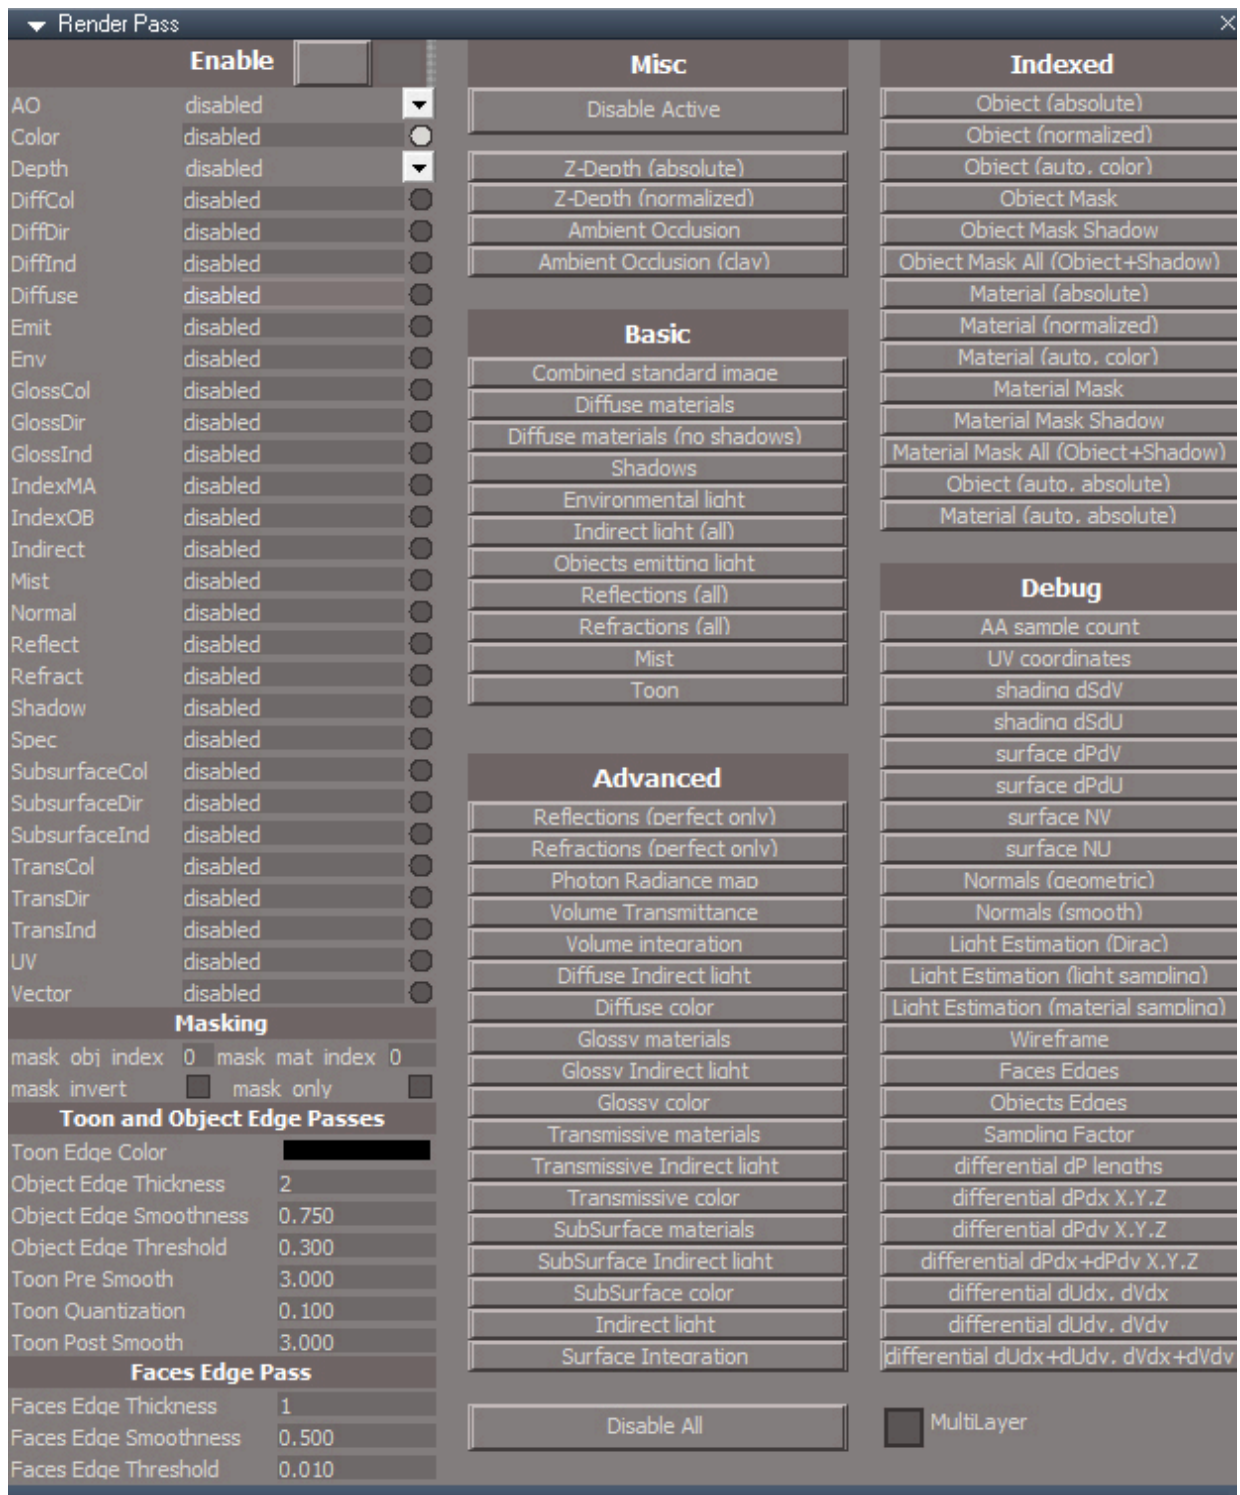 Render Pass
Enable
AO disabled
Color disabled
Depth disabled
DiffCol disabled
DiffDir disabled
DiffInd disabled
Diffuse disabled
Emit disabled
Env disabled
GlossCol disabled
GlossDir disabled
GlossInd disabled
IndexMA disabled
IndexOB disabled
Indirect disabled
Mist disabled
Normal disabled
Reflect disabled
Refract disabled
Shadow disabled
Spec disabled
SubsurfaceCol disabled
SubsurfaceDir disabled
SubsurfaceInd disabled
TransCol disabled
TransDir disabled
TransInd disabled
UV disabled
Vector disabled
Masking
mask obj index 0 mask mat index 0
mask invert mask only
Toon and Object Edge Passes
Toon Edge Color
Object Edge Thickness 2
Object Edge Smoothness 0.750
Object Edge Threshold 0.300
Toon Pre Smooth 3.000
Toon Quantization 0.100
Toon Post Smooth 3.000
Faces Edge Pass
Faces Edge Thickness 1
Faces Edge Smoothness 0.500
Faces Edge Threshold 0.010
Misc
Disable Active
Z-Depth (absolute)
Z-Depth (normalized)
Ambient Occlusion
Ambient Occlusion (clay)
Basic
Combined standard image
Diffuse materials
Diffuse materials (no shadows)
Shadows
Environmental light
Indirect light (all)
Objects emitting light
Reflections (all)
Refractions (all)
Mist
Toon
Advanced
Reflections (perfect only)
Refractions (perfect only)
Photon Radiance map
Volume Transmittance
Volume integration
Diffuse Indirect light
Diffuse color
Glossy materials
Glossy Indirect light
Glossy color
Transmissive materials
Transmissive Indirect light
Transmissive color
SubSurface materials
SubSurface Indirect light
SubSurface color
Indirect light
Surface Integration
Disable All
Indexed
Object (absolute)
Object (normalized)
Object (auto, color)
Object Mask
Object Mask Shadow
Object Mask All (Object+Shadow)
Material (absolute)
Material (normalized)
Material (auto, color)
Material Mask
Material Mask Shadow
Material Mask All (Object+Shadow)
Object (auto, absolute)
Material (auto, absolute)
Debug
AA sample count
UV coordinates
shading dSdV
shading dSdU
surface dPdV
surface dPdU
surface NV
surface NU
Normals (geometric)
Normals (smooth)
Light Estimation (Dirac)
Light Estimation (light sampling)
Light Estimation (material sampling)
Wireframe
Faces Edges
Objects Edges
Sampling Factor
differential dP lengths
differential dPdx X,Y,Z
differential dPdy X,Y,Z
differential dPdx+dPdy X,Y,Z
differential dUdx, dVdx
differential dUdy, dVdy
differential dUdx+dUdy, dVdx+dVdy
MultiLayer